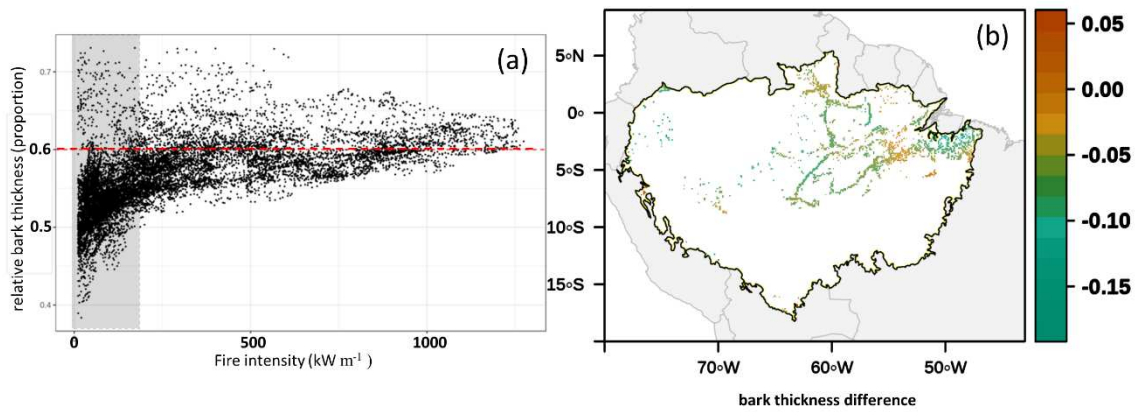 (a)
relative bark thickness (proportion)
0.7
0.6
0.5
0.4
0 500 1000
Fire intensity (kW m-1 )
(b)
5∘N
0∘
5∘S
10∘S
15∘S
70∘W 60∘W 50∘W
bark thickness difference
0.05
0.00
-0.05
-0.10
-0.15